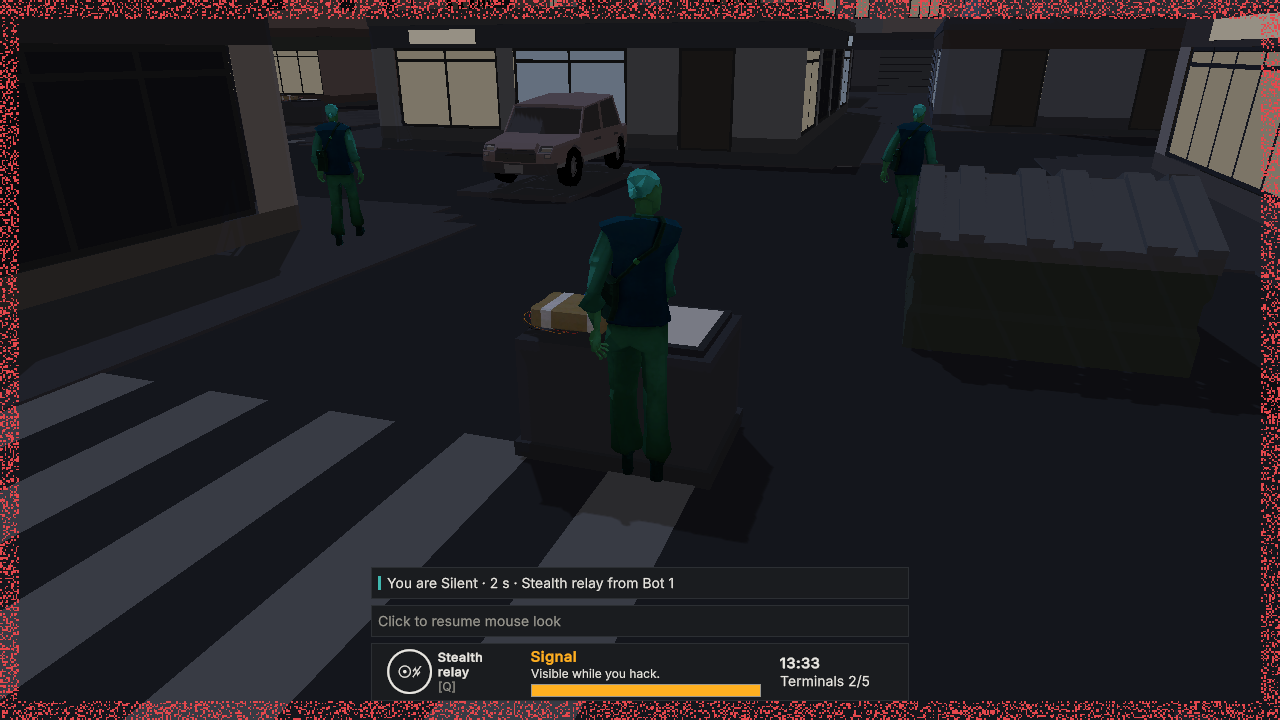 You are Silent · 2 s · Stealth relay from Bot 1
Click to resume mouse look
Stealth
relay
[Q]
Signal
Visible while you hack.
13:33
Terminals 2/5